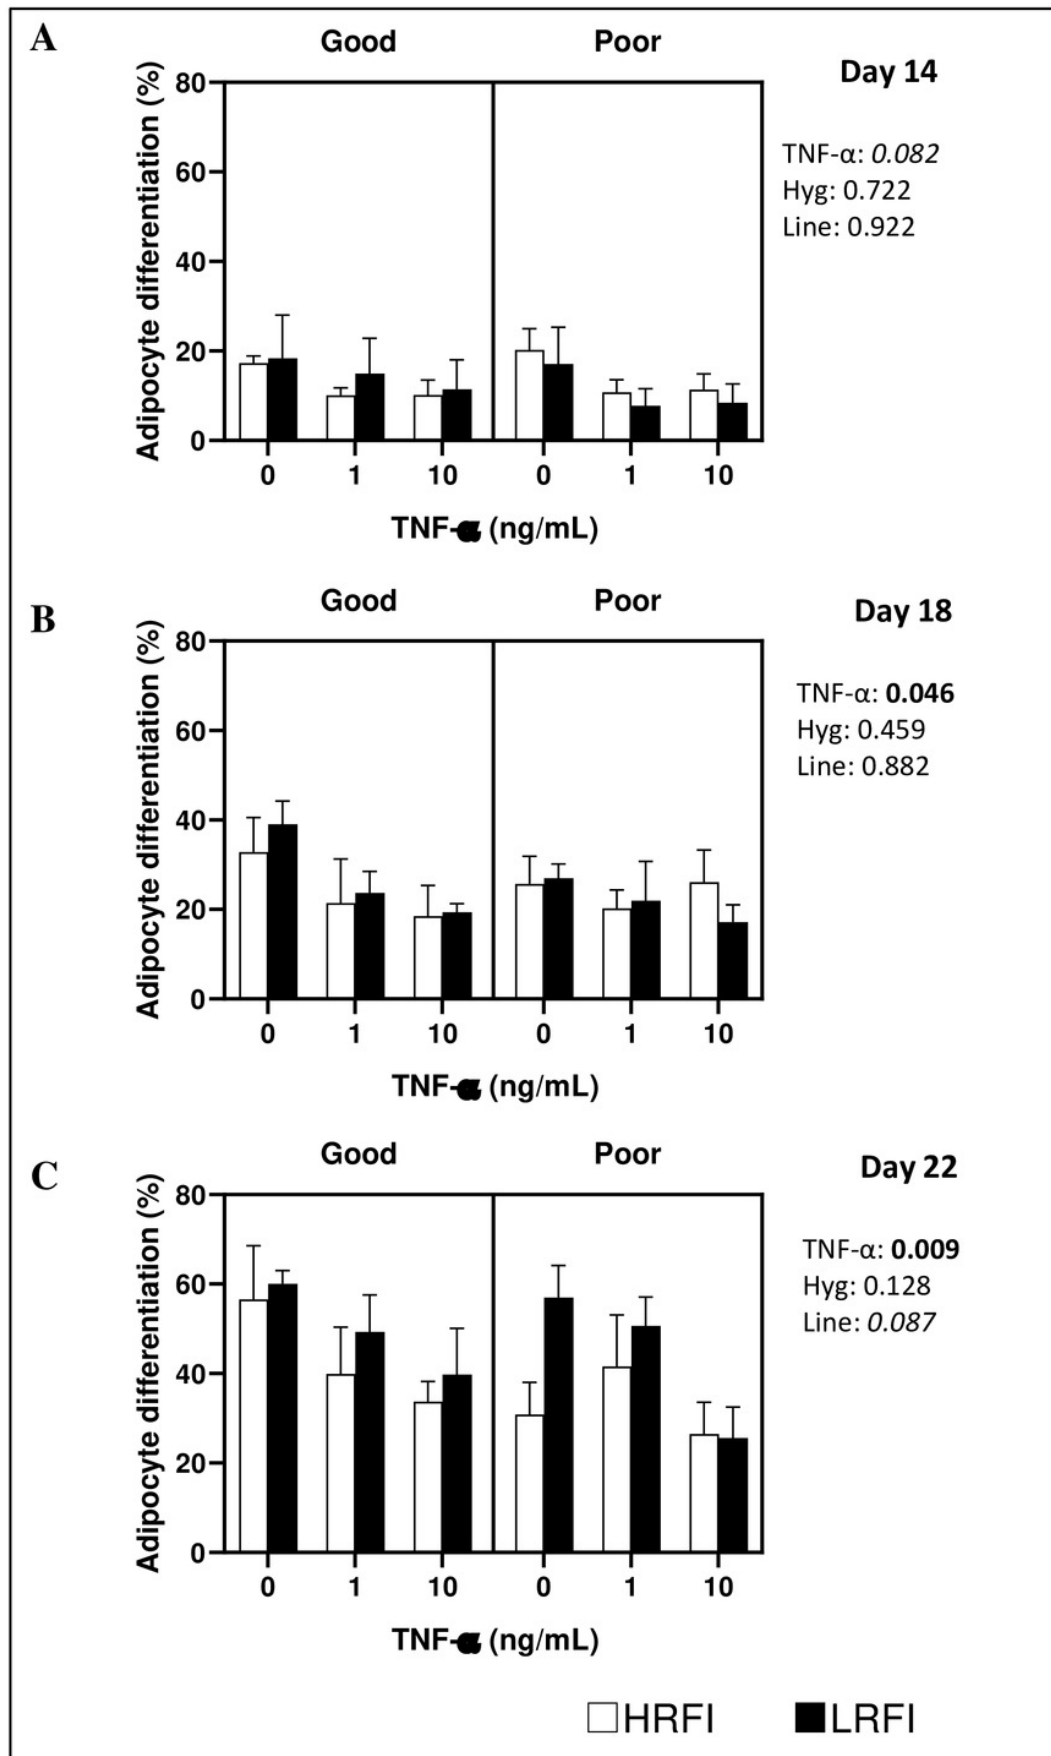 A
Good
Poor
Day 14
TNF-α: 0.082
Hyg: 0.722
Line: 0.922
Adipocyte differentiation (%)
80
60
40
20
0
0 1 10 0 1 10
TNF-α (ng/mL)
B
Good
Poor
Day 18
TNF-α: 0.046
Hyg: 0.459
Line: 0.882
Adipocyte differentiation (%)
80
60
40
20
0
0 1 10 0 1 10
TNF-α (ng/mL)
C
Good
Poor
Day 22
TNF-α: 0.009
Hyg: 0.128
Line: 0.087
Adipocyte differentiation (%)
80
60
40
20
0
0 1 10 0 1 10
TNF-α (ng/mL)
HRFI
LRFI